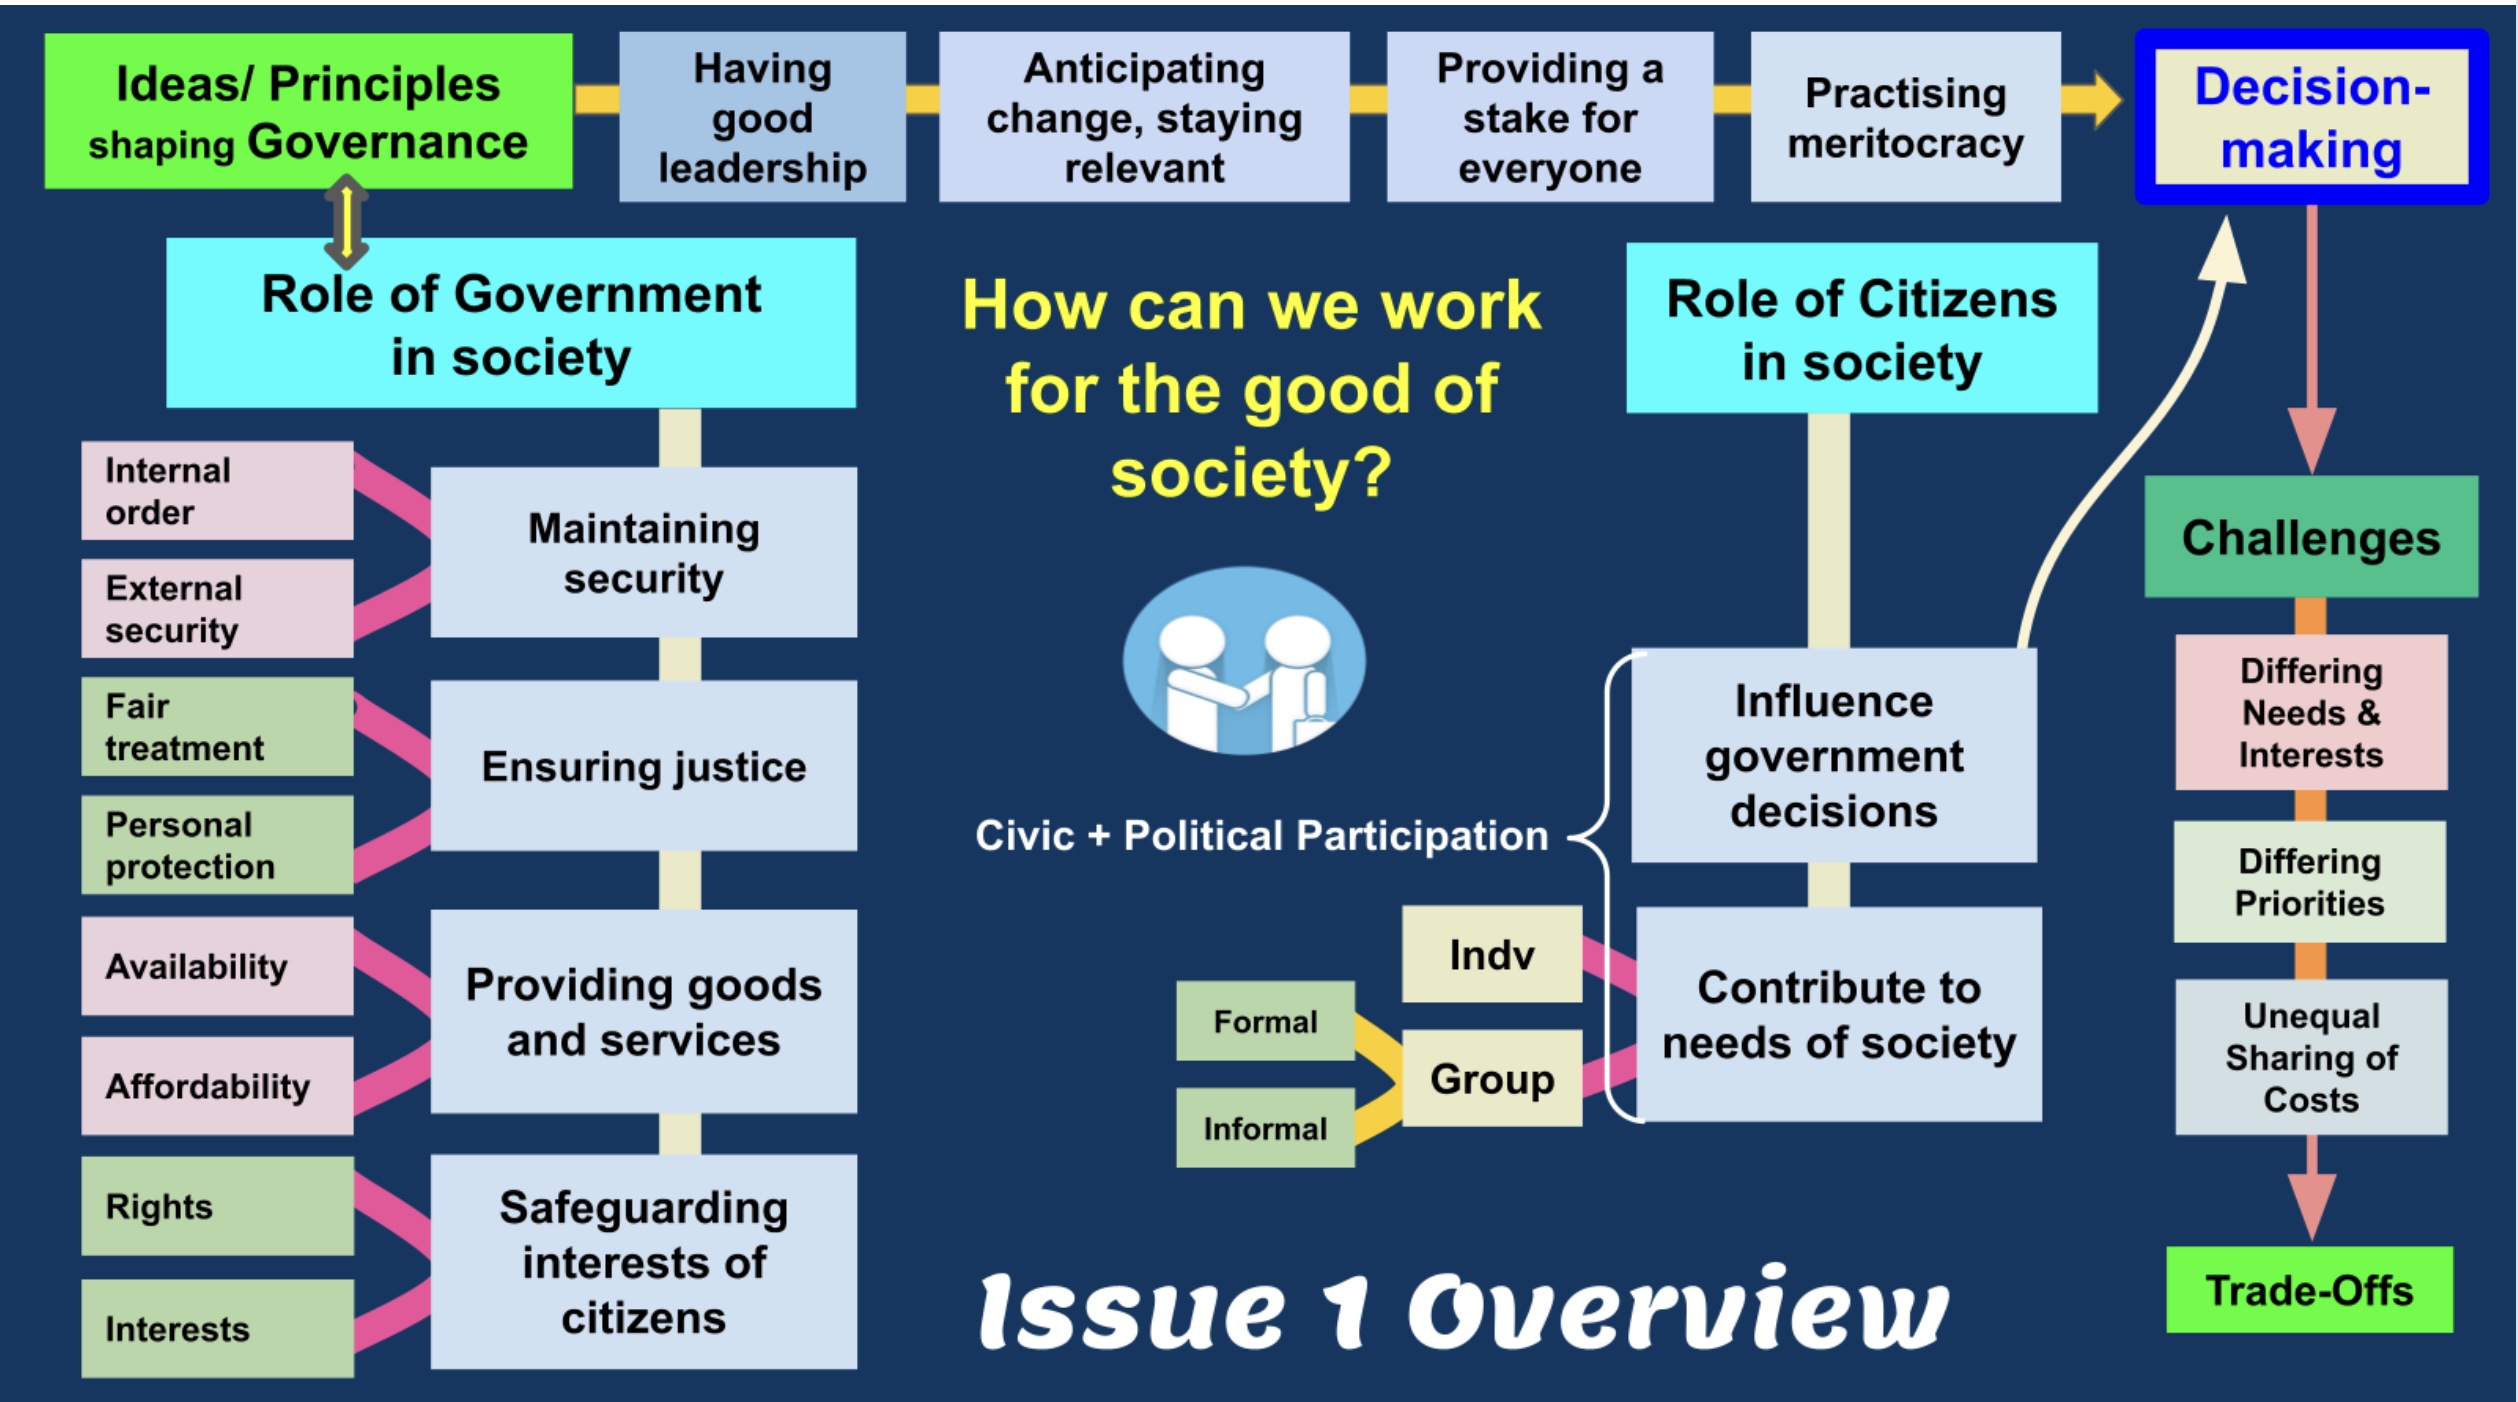 Ideas/ Principles
shaping Governance
Having
good
leadership
Anticipating
change, staying
relevant
Providing a
stake for
everyone
Practising
meritocracy
Decision-
making
Role of Government
in society
How can we work
for the good of
society?
Role of Citizens
in society
Internal
order
External
security
Maintaining
security
Fair
treatment
Personal
protection
Ensuring justice
Availability
Affordability
Providing goods
and services
Rights
Interests
Safeguarding
interests of
citizens
Civic + Political Participation
Influence
government
decisions
Indv
Group
Formal
Informal
Contribute to
needs of society
Challenges
Differing
Needs &
Interests
Differing
Priorities
Unequal
Sharing of
Costs
Trade-Offs
Issue 1 Overview